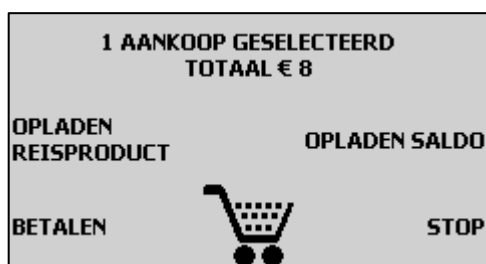 1 AANKOOP GESELECTEERD
TOTAAL € 8
OPLADEN
REISPRODUCT
OPLADEN SALDO
BETALEN
STOP